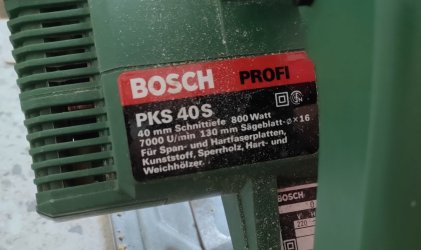 BOSCH PROFI
PKS 40 S
40 mm Schnittiefe 800 Watt
7000 U/min 130 mm Sägeblatt-ø×16
Für Span- und Hartfaserplatten,
Kunststoff, Sperrholz, Hart- und
Weichhölzer.